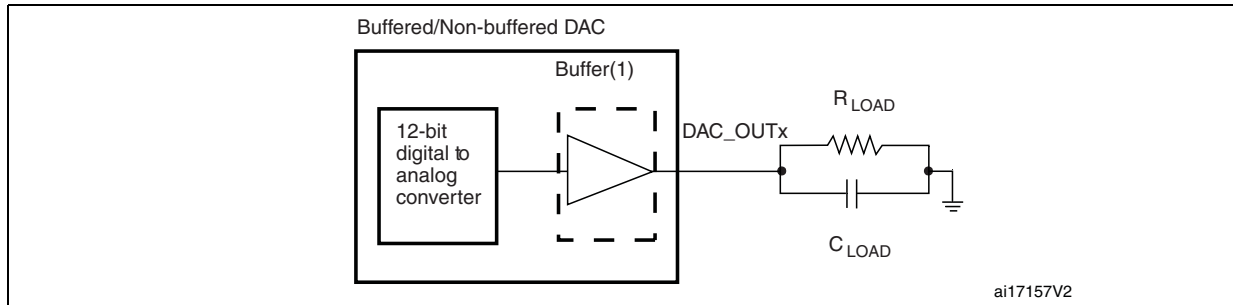 Buffered/Non-buffered DAC
Buffer(1)
12-bit
digital to
analog
converter
DAC_OUTx
R LOAD
C LOAD
ai17157V2